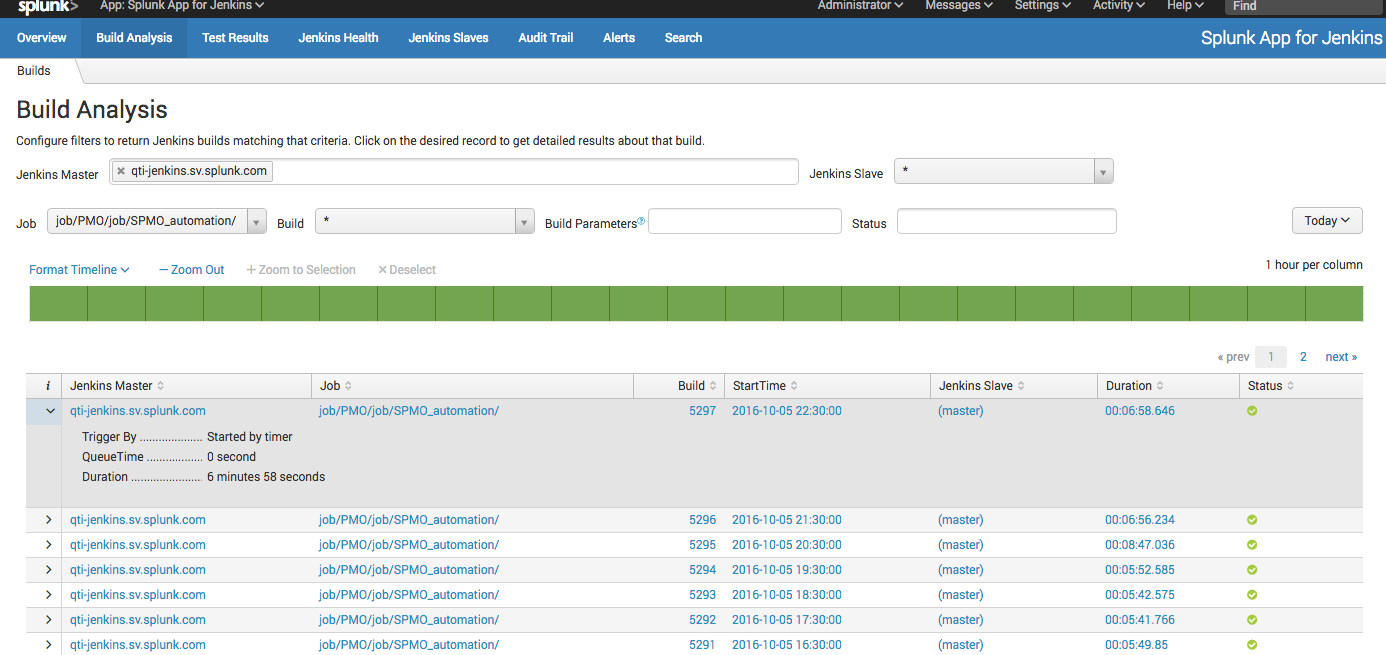 splunk> App: Splunk App for Jenkins Administrator Messages Settings Activity Help Find
Overview Build Analysis Test Results Jenkins Health Jenkins Slaves Audit Trail Alerts Search Splunk App for Jenkins
Builds
Build Analysis
Configure filters to return Jenkins builds matching that criteria. Click on the desired record to get detailed results about that build.
Jenkins Master × qti-jenkins.sv.splunk.com Jenkins Slave *
Job job/PMO/job/SPMO_automation/ Build * Build Parameters? Status Today
Format Timeline — Zoom Out + Zoom to Selection × Deselect 1 hour per column
« prev 1 2 next »
i Jenkins Master Job Build StartTime Jenkins Slave Duration Status
qti-jenkins.sv.splunk.com job/PMO/job/SPMO_automation/ 5297 2016-10-05 22:30:00 (master) 00:06:58.646
Trigger By .................... Started by timer
QueueTime .................. 0 second
Duration ....................... 6 minutes 58 seconds
qti-jenkins.sv.splunk.com job/PMO/job/SPMO_automation/ 5296 2016-10-05 21:30:00 (master) 00:06:56.234
qti-jenkins.sv.splunk.com job/PMO/job/SPMO_automation/ 5295 2016-10-05 20:30:00 (master) 00:08:47.036
qti-jenkins.sv.splunk.com job/PMO/job/SPMO_automation/ 5294 2016-10-05 19:30:00 (master) 00:05:52.585
qti-jenkins.sv.splunk.com job/PMO/job/SPMO_automation/ 5293 2016-10-05 18:30:00 (master) 00:05:42.575
qti-jenkins.sv.splunk.com job/PMO/job/SPMO_automation/ 5292 2016-10-05 17:30:00 (master) 00:05:41.766
qti-jenkins.sv.splunk.com job/PMO/job/SPMO_automation/ 5291 2016-10-05 16:30:00 (master) 00:05:49.85